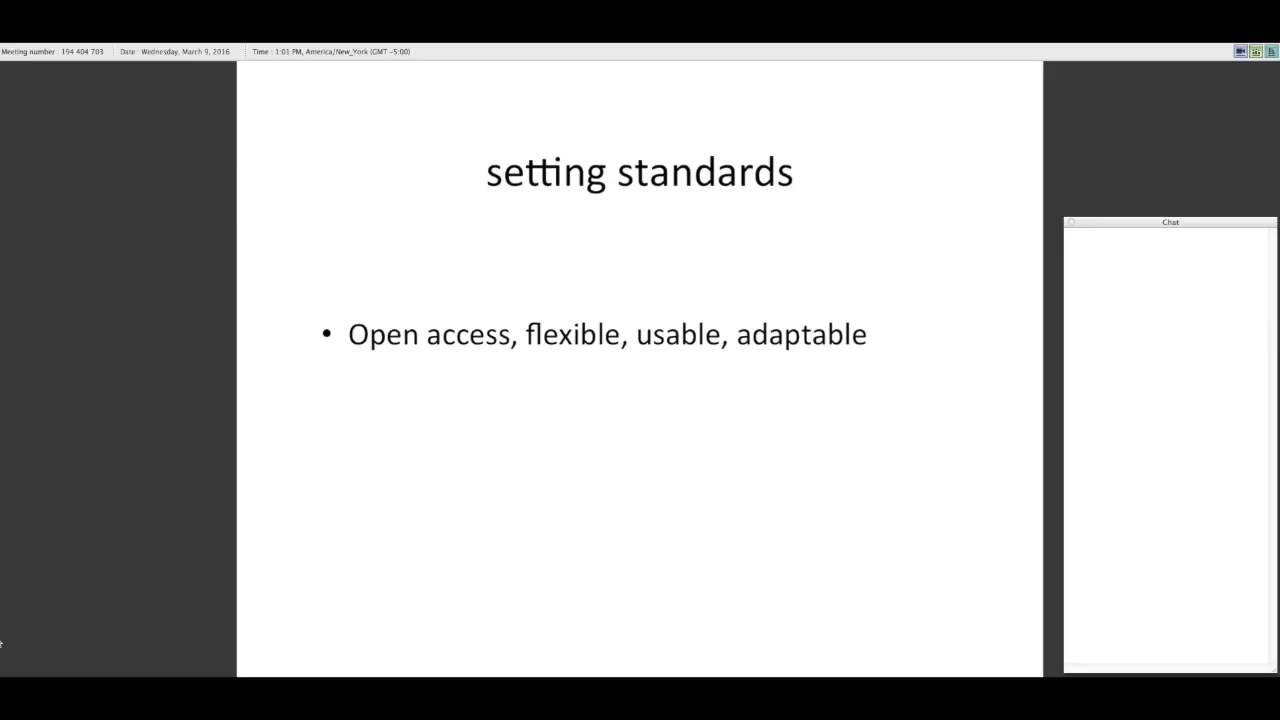 Meeting number : 194 404 703 Date : Wednesday, March 9, 2016 Time : 1:01 PM, America/New_York (GMT -5:00)
setting standards
Chat
• Open access, flexible, usable, adaptable